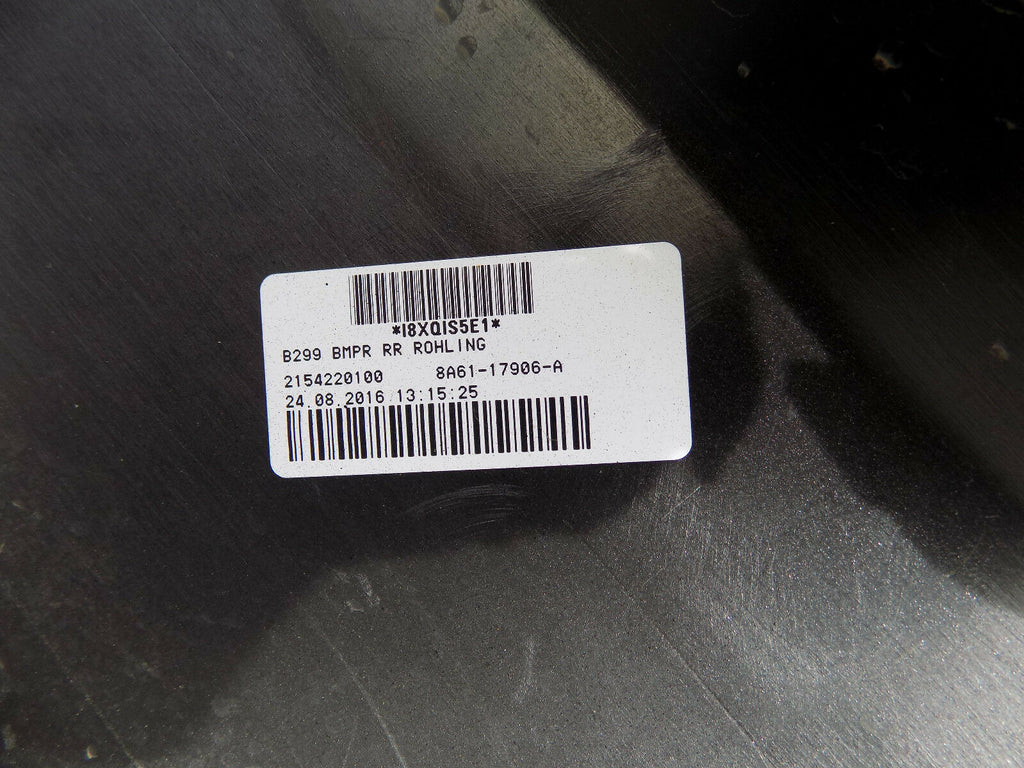 *I8XQIS5E1*
B299 BMPR RR ROHLING
2154220100 8A61-17906-A
24.08.2016 13:15:25